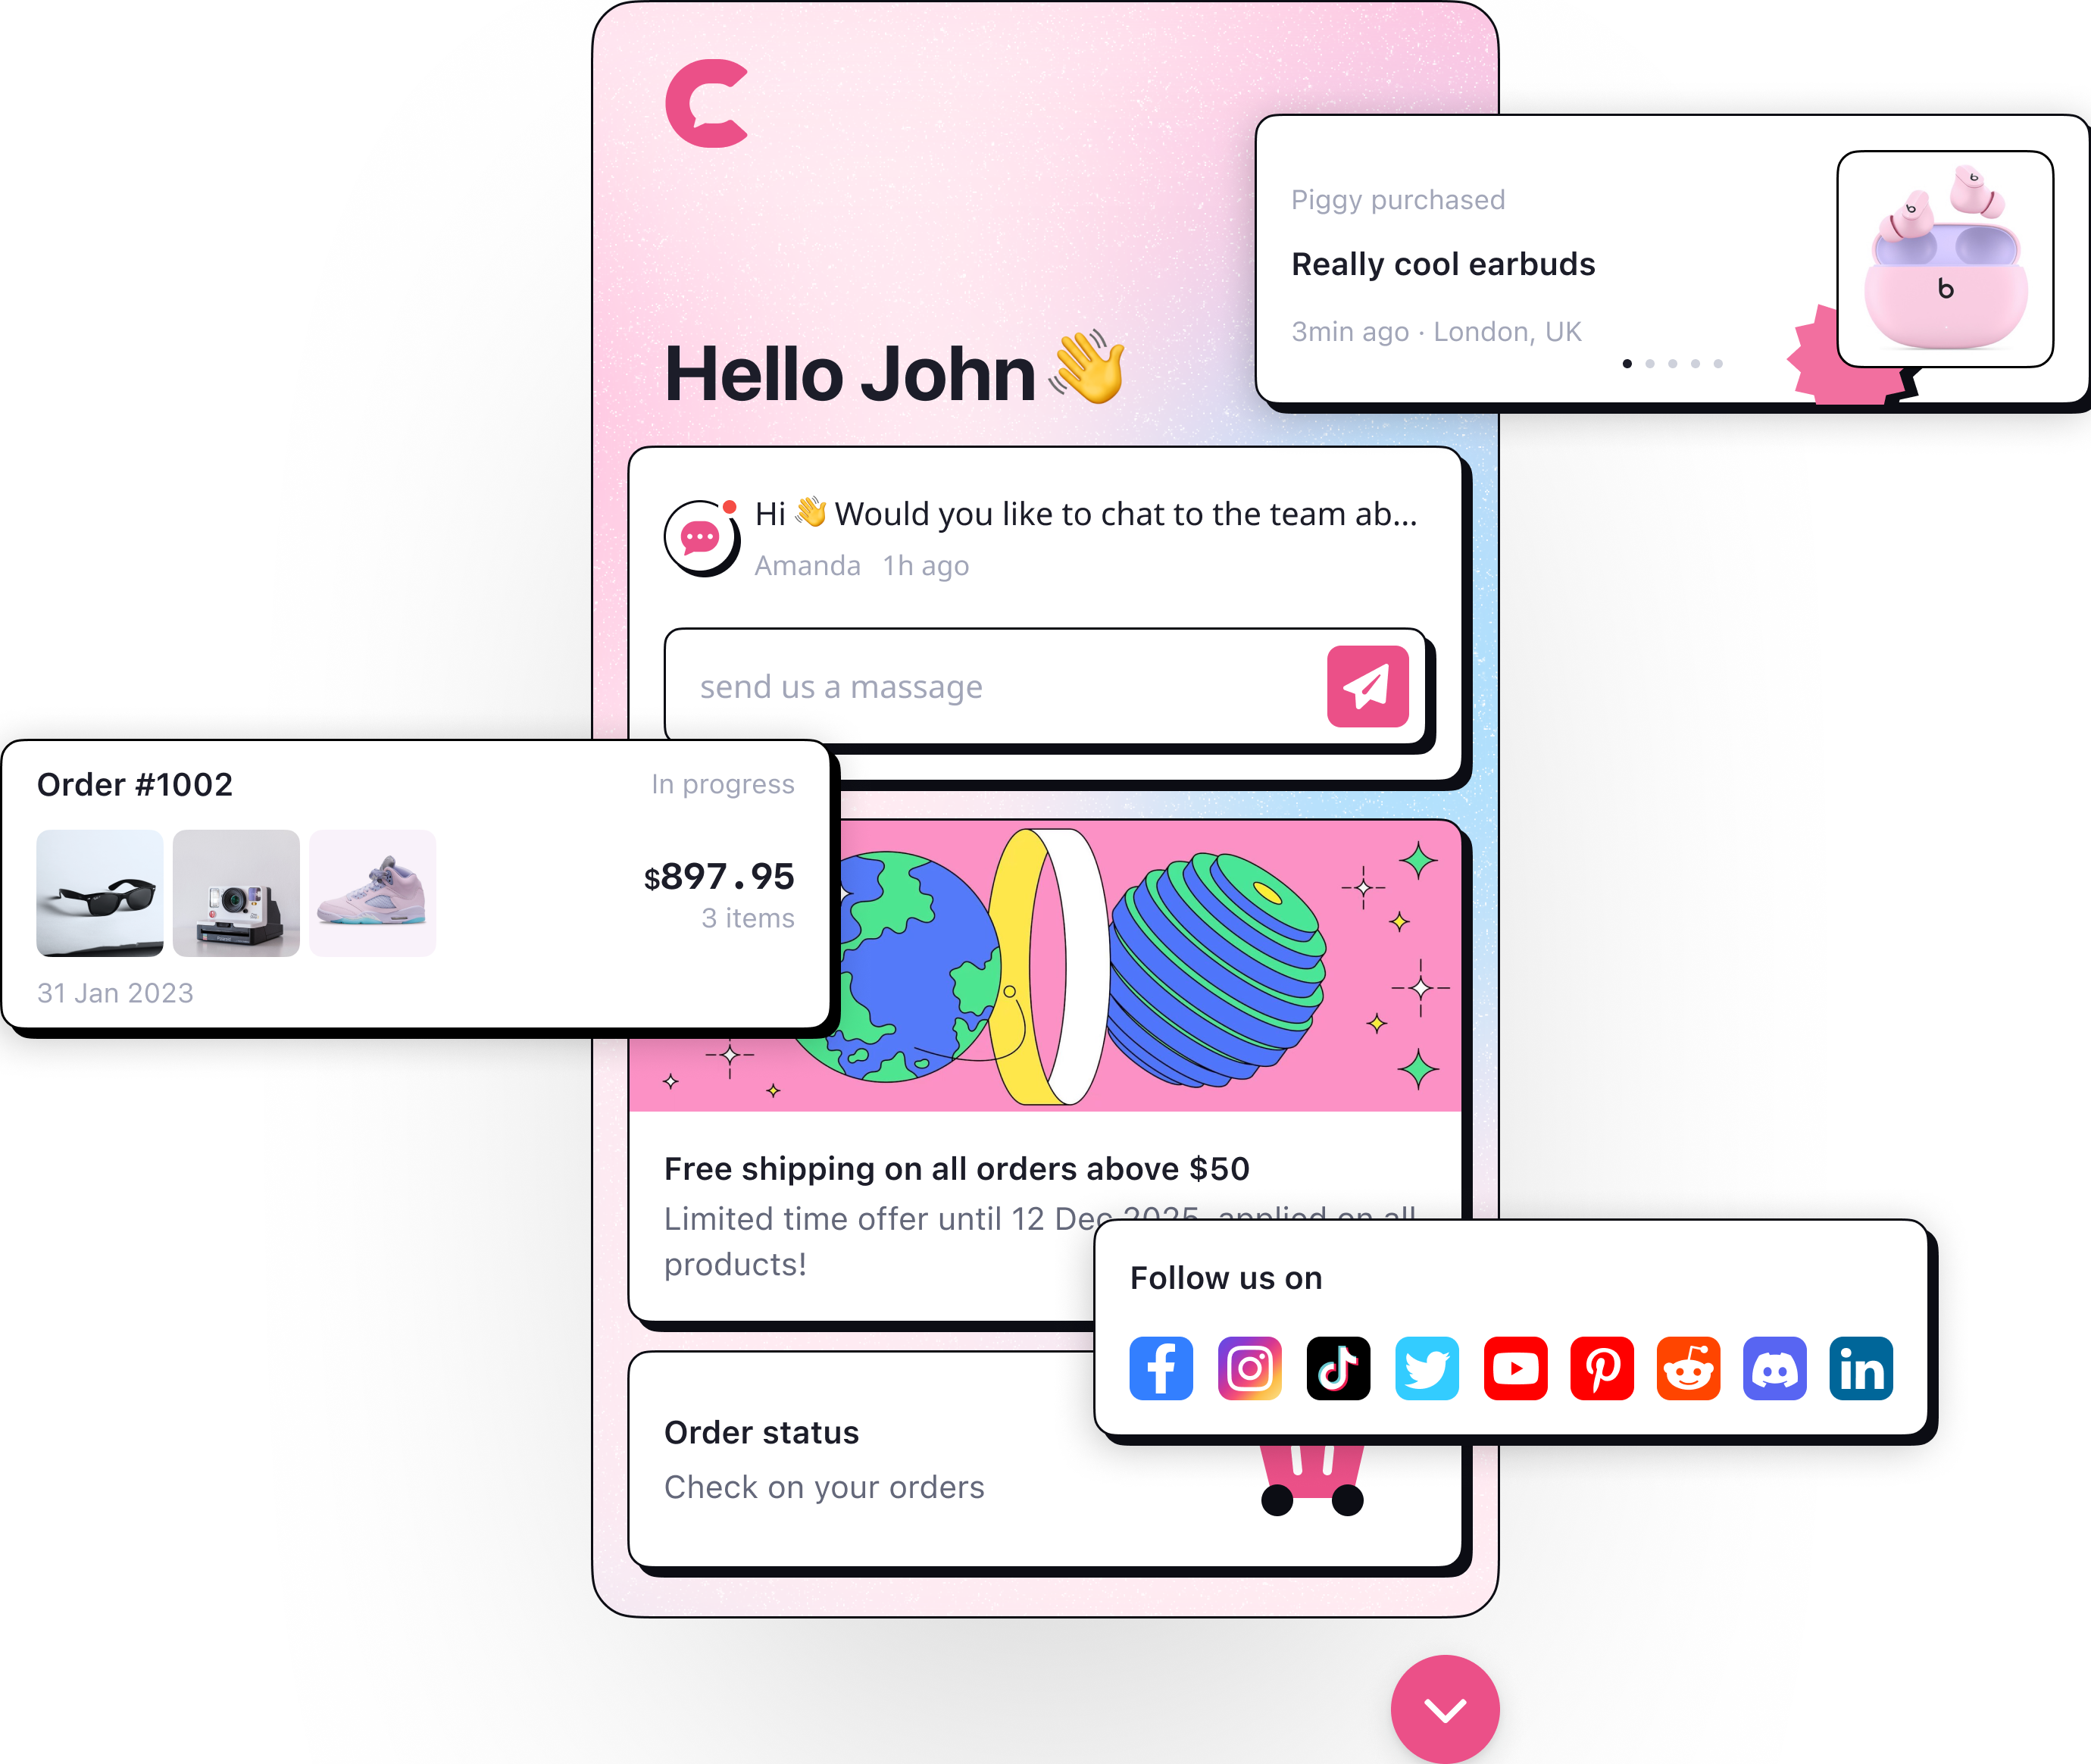 Piggy purchased
Really cool earbuds
3min ago · London, UK
Hello John 👋
Hi 👋 Would you like to chat to the team ab...
Amanda 1h ago
send us a massage
Order #1002
In progress
$897.95
3 items
31 Jan 2023
Free shipping on all orders above $50
Limited time offer until 12 Dec 2025, applied on all
products!
Follow us on
Order status
Check on your orders